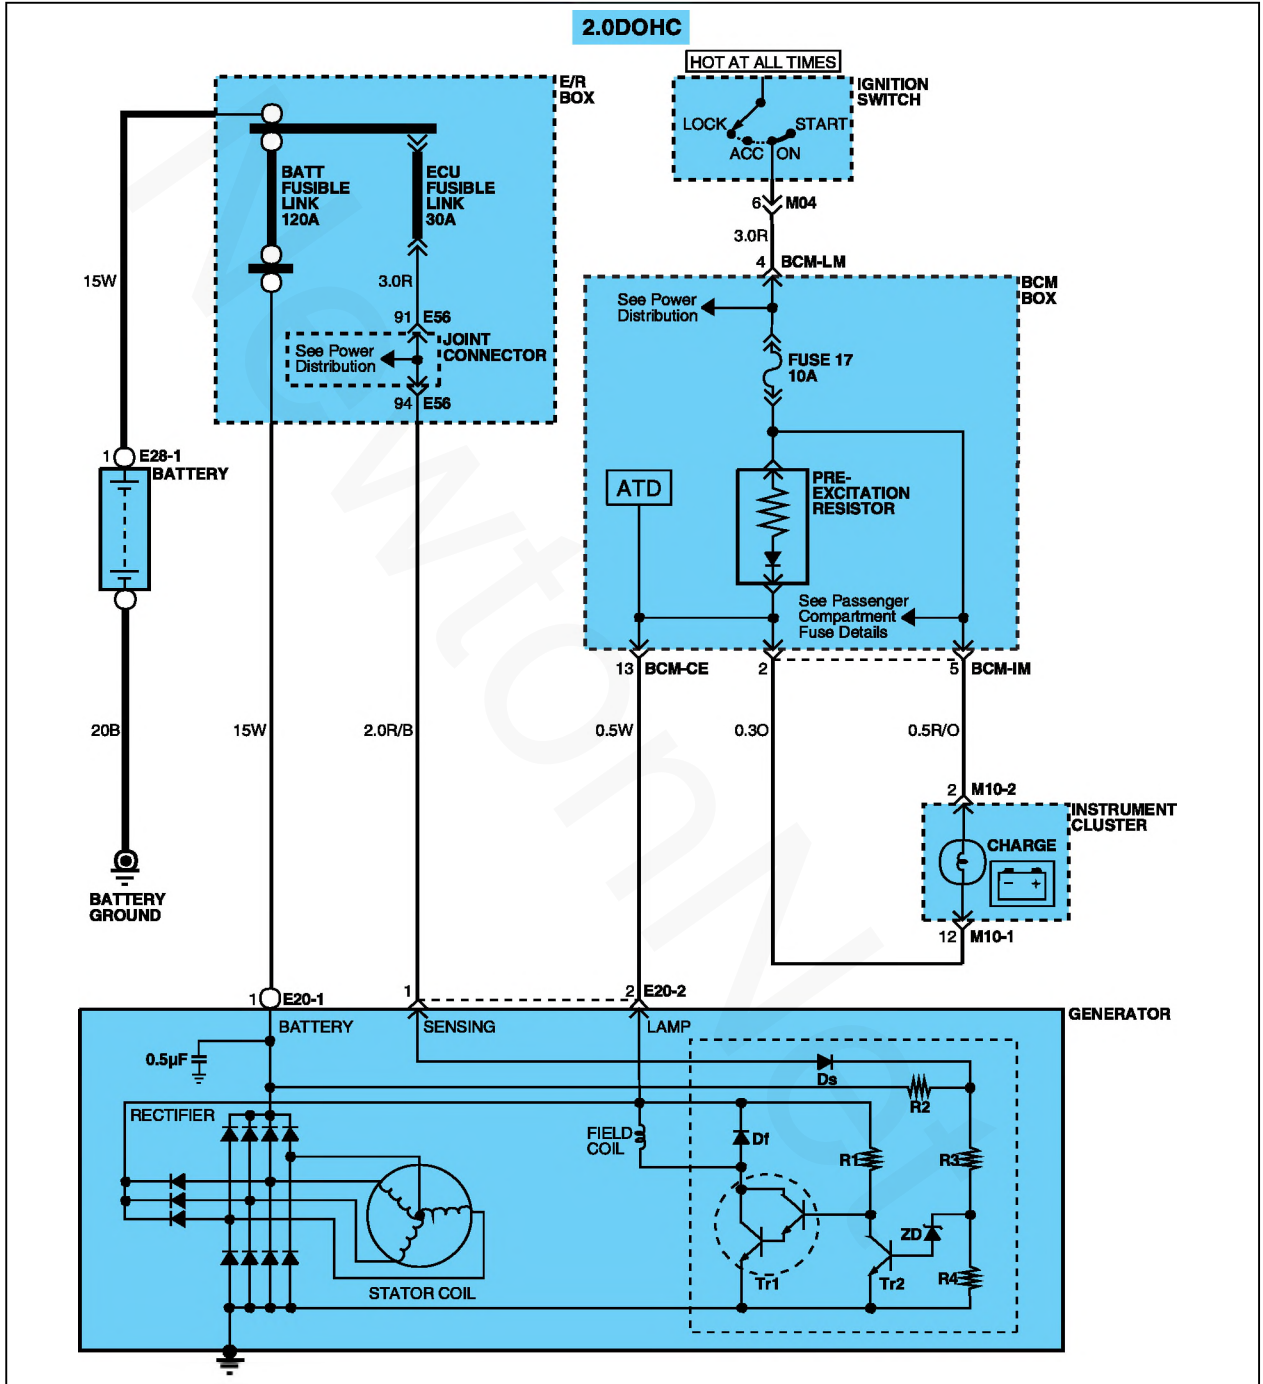 2.0DOHC
HOT AT ALL TIMES
IGNITION
SWITCH
LOCK
START
ACC
ON
E/R
BOX
BATT
FUSIBLE
LINK
120A
ECU
FUSIBLE
LINK
30A
6
M04
3.0R
4
BCM-LM
BCM
BOX
15W
3.0R
91
E56
JOINT
CONNECTOR
See Power
Distribution
94
E56
See Power
Distribution
FUSE 17
10A
1
E28-1
BATTERY
ATD
PRE-
EXCITATION
RESISTOR
See Passenger
Compartment
Fuse Details
13
BCM-CE
2
5
BCM-IM
20B
15W
2.0R/B
0.5W
0.3O
0.5R/O
2
M10-2
INSTRUMENT
CLUSTER
CHARGE
- +
12
M10-1
BATTERY
GROUND
1
E20-1
1
2
E20-2
GENERATOR
BATTERY
SENSING
LAMP
0.5µF
Ds
R2
RECTIFIER
FIELD
COIL
Df
R1
R3
ZD
Tr1
Tr2
R4
STATOR COIL
NewtonNet